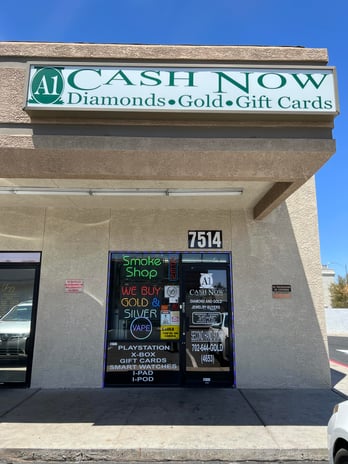 A1 CASH NOW
Diamonds • Gold • Gift Cards
7514
Smoke
Shop
WE BUY
GOLD &
SILVER
VAPE
PLAYSTATION
X-BOX
GIFT CARDS
SMART WATCHES
I-PAD
I-POD
A1
CASH NOW
DIAMOND AND GOLD
JEWELRY BUYERS
702-644-GOLD
(4653)